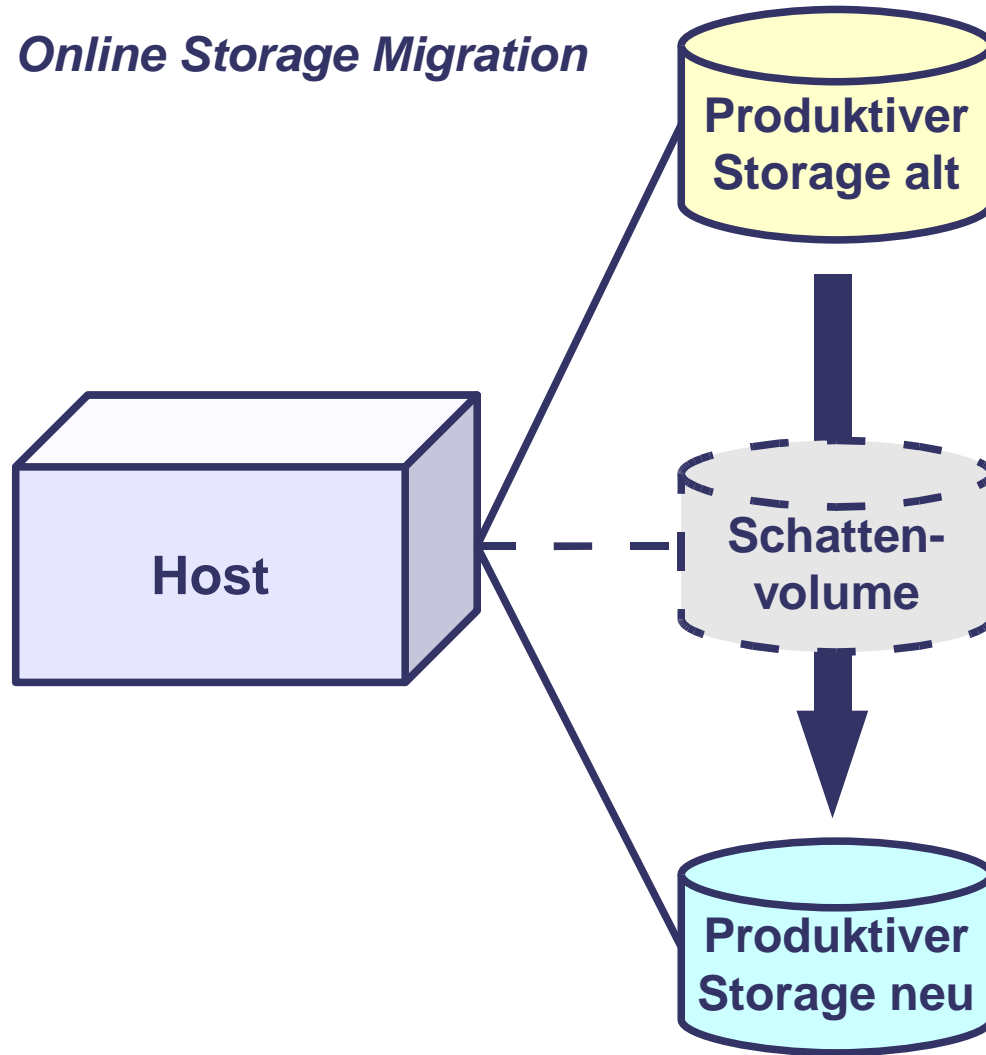 Online Storage Migration
Produktiver
Storage alt
Host
Schatten-
volume
Produktiver
Storage neu